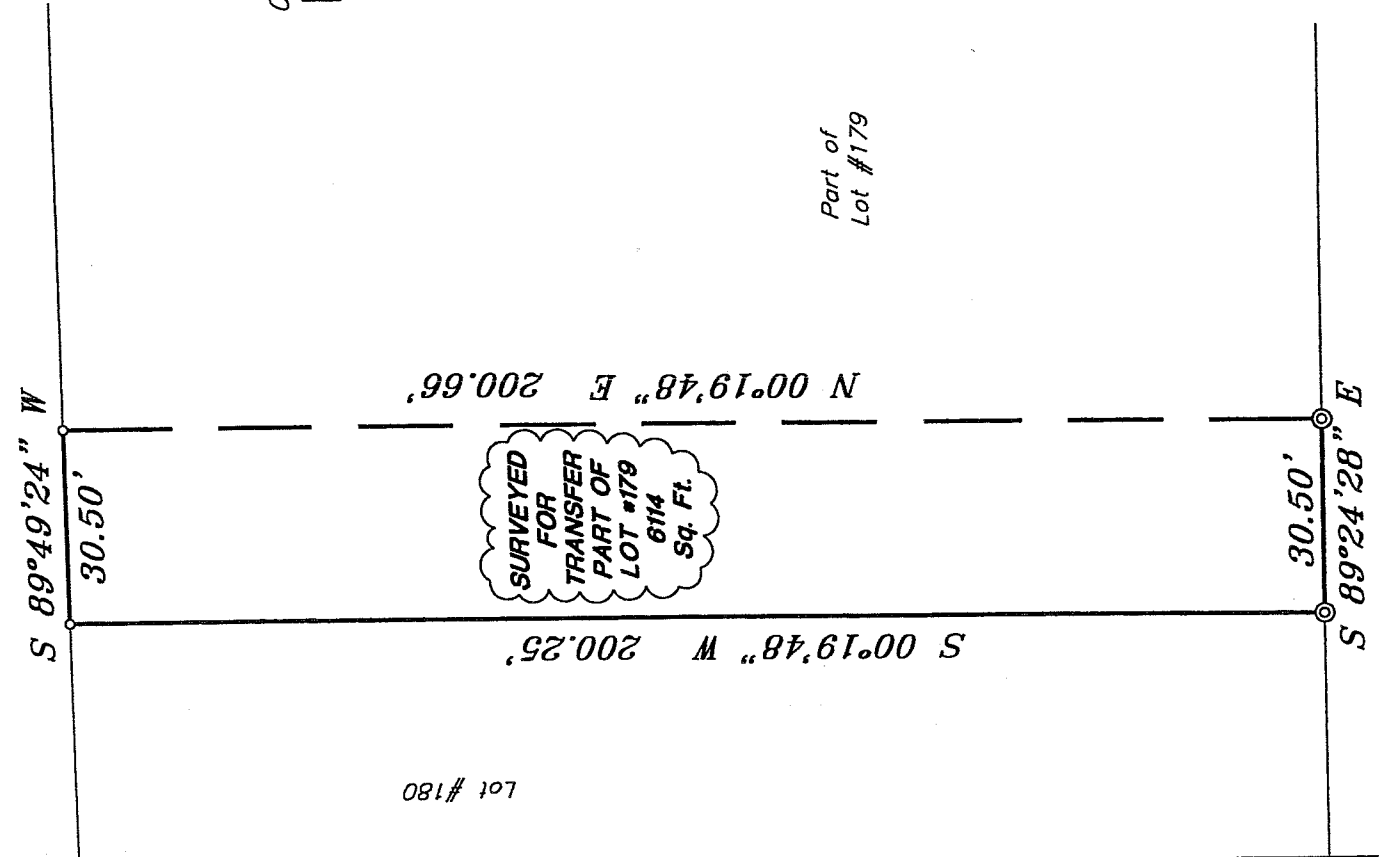 S 89°49'24" W
30.50'
Part of
Lot #179
N 00°19'48" E 200.66'
SURVEYED
FOR
TRANSFER
PART OF
LOT #179
6114
Sq. Ft.
S 00°19'48" W 200.25'
30.50'
S 89°24'28" E
Lot #180